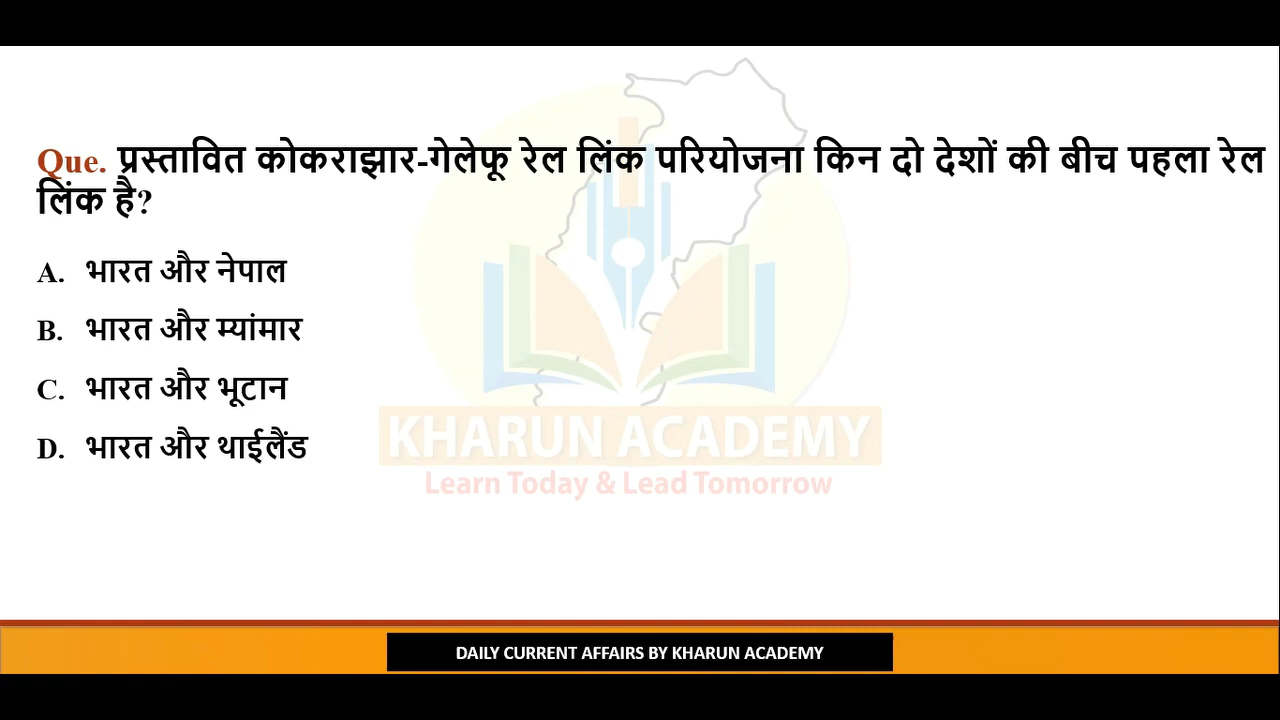 Que. प्रस्तावित कोकराझार-गेलेफू रेल लिंक परियोजना किन दो देशों की बीच पहला रेल
लिंक है?
A. भारत और नेपाल
B. भारत और म्यांमार
C. भारत और भूटान
D. भारत और थाईलैंड
KHARUN ACADEMY
Learn Today & Lead Tomorrow
DAILY CURRENT AFFAIRS BY KHARUN ACADEMY